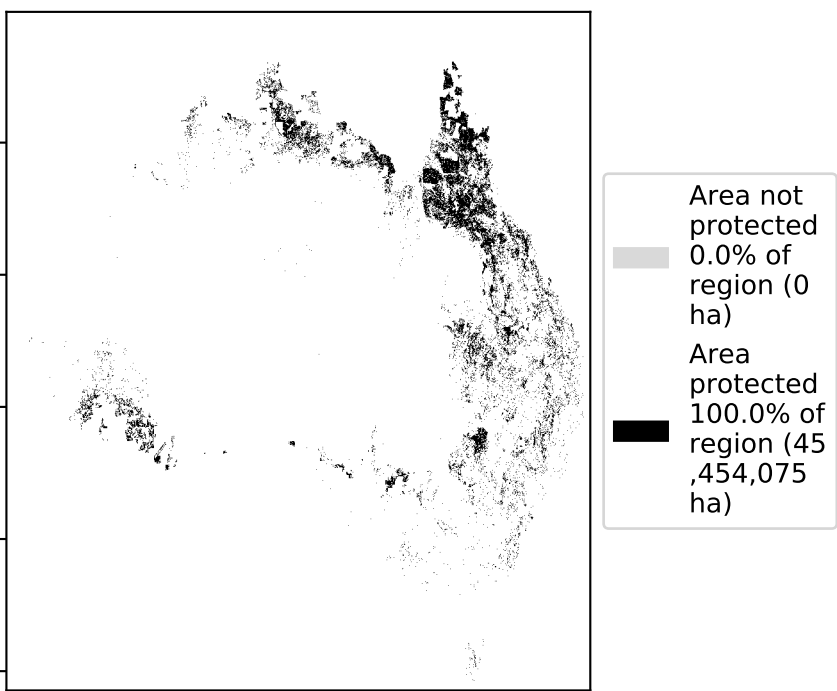 Area not
protected
0.0% of
region (0
ha)
Area
protected
100.0% of
region (45
,454,075
ha)